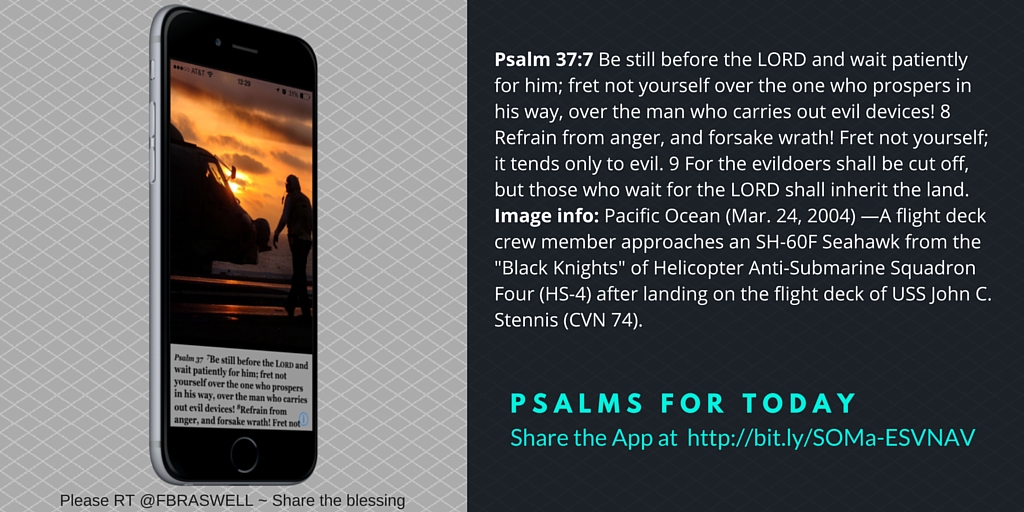 AT&T
13:29
Psalm 37 7Be still before the LORD and
wait patiently for him; fret not
yourself over the one who prospers
in his way, over the man who carries
out evil devices! 8Refrain from
anger, and forsake wrath! Fret not
Please RT @FBRASWELL ~ Share the blessing
Psalm 37:7 Be still before the LORD and wait patiently
for him; fret not yourself over the one who prospers in
his way, over the man who carries out evil devices! 8
Refrain from anger, and forsake wrath! Fret not yourself;
it tends only to evil. 9 For the evildoers shall be cut off,
but those who wait for the LORD shall inherit the land.
Image info: Pacific Ocean (Mar. 24, 2004) —A flight deck
crew member approaches an SH-60F Seahawk from the
"Black Knights" of Helicopter Anti-Submarine Squadron
Four (HS-4) after landing on the flight deck of USS John C.
Stennis (CVN 74).
PSALMS FOR TODAY
Share the App at http://bit.ly/SOMa-ESVNAV